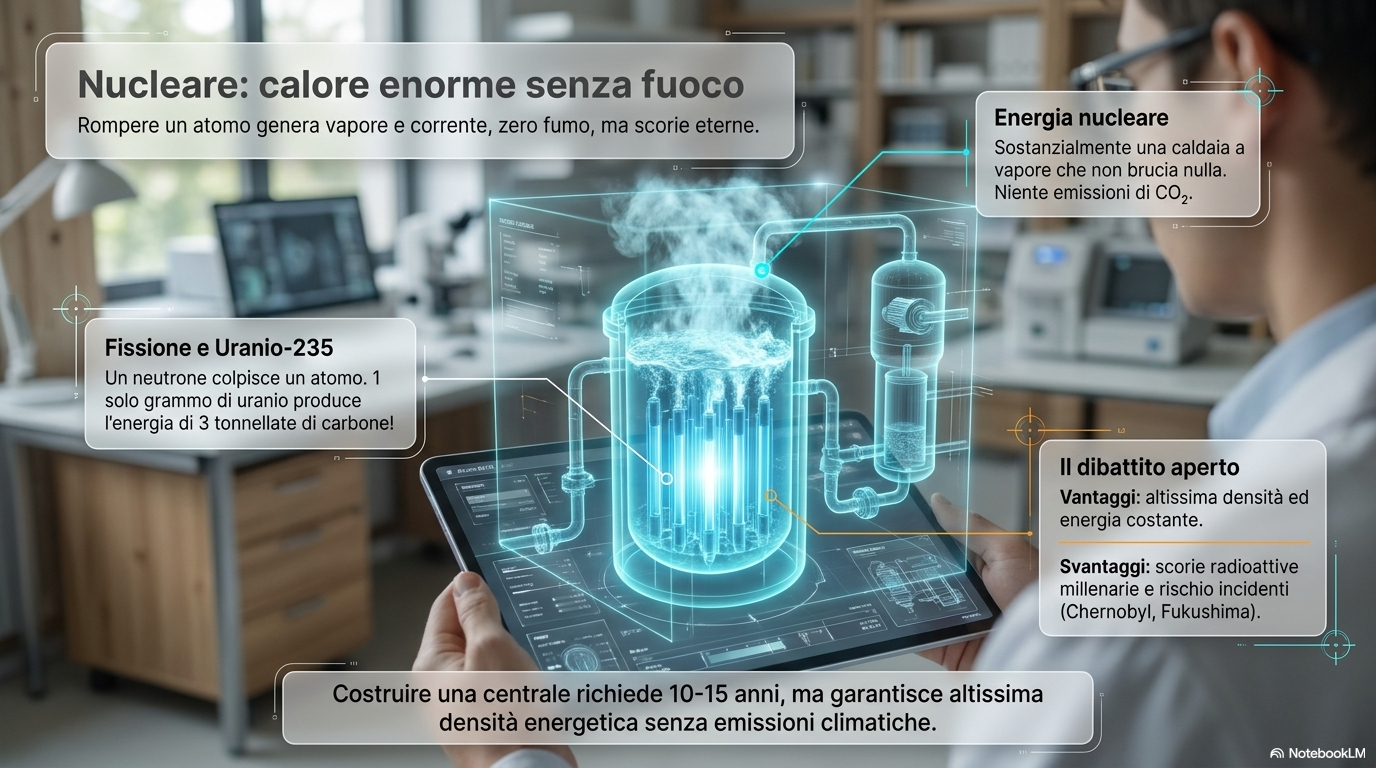 Nucleare: calore enorme senza fuoco
Rompere un atomo genera vapore e corrente, zero fumo, ma scorie eterne.
Energia nucleare
Sostanzialmente una caldaia a
vapore che non brucia nulla.
Niente emissioni di CO₂.
Fissione e Uranio-235
Un neutrone colpisce un atomo. 1
solo grammo di uranio produce
l'energia di 3 tonnellate di carbone!
Il dibattito aperto
Vantaggi: altissima densità ed
energia costante.
Svantaggi: scorie radioattive
millenarie e rischio incidenti
(Chernobyl, Fukushima).
Costruire una centrale richiede 10-15 anni, ma garantisce altissima
densità energetica senza emissioni climatiche.
NotebookLM